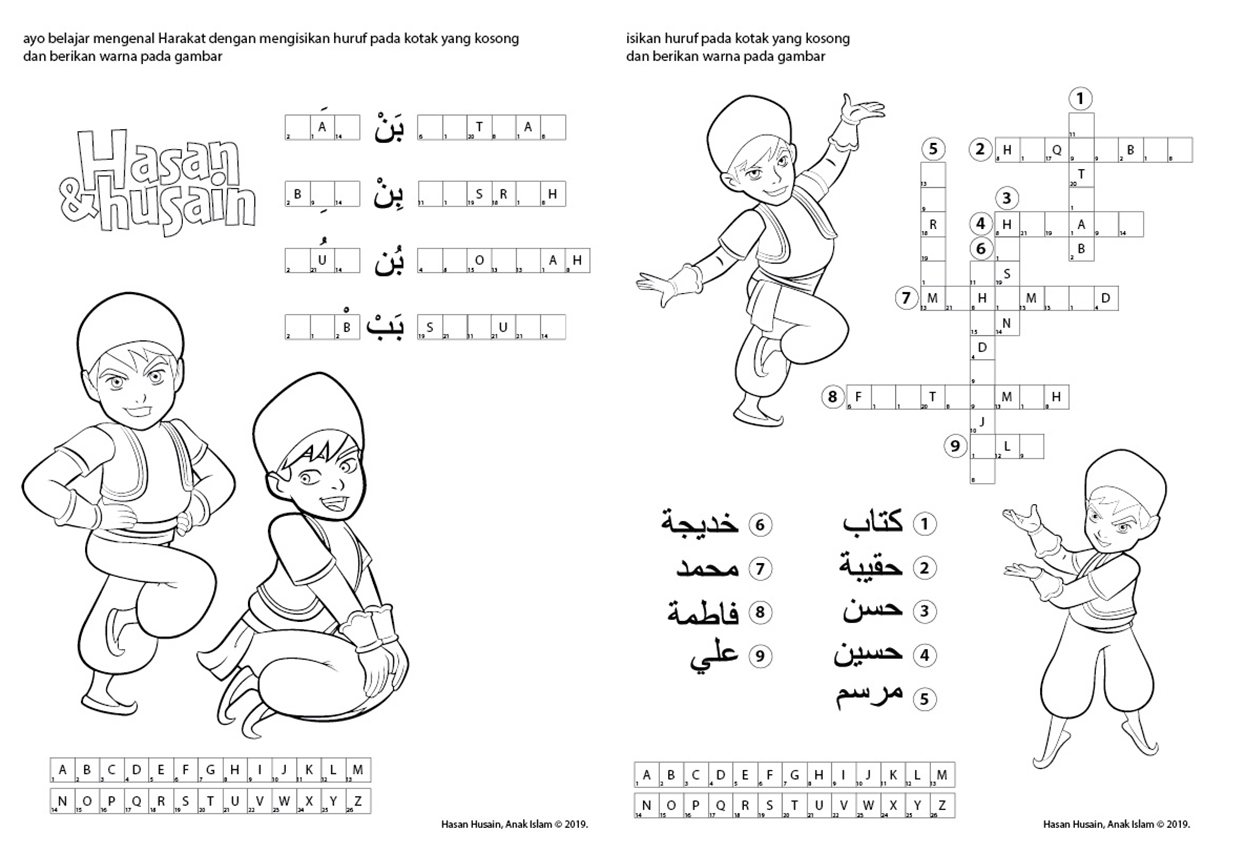 ayo belajar mengenal Harakat dengan mengisikan huruf pada kotak yang kosong
dan berikan warna pada gambar
Hasan
&husain
A بَنْ T A
B بِنْ S R H
U بُن O A H
B بَبْ S U
A B C D E F G H I J K L M
1 2 3 4 5 6 7 8 9 10 11 12 13
N O P Q R S T U V W X Y Z
14 15 16 17 18 19 20 21 22 23 24 25 26
Hasan Husain, Anak Islam © 2019.
isikan huruf pada kotak yang kosong
dan berikan warna pada gambar
1
5 2 H Q B
T
3
R 4 H A
6 B
S
7 M H M D
N
D
8 F T M H
J
9 L
1 كتاب
2 حقيبة
3 حسن
4 حسين
5 مرسم
6 خديجة
7 محمد
8 فاطمة
9 علي
A B C D E F G H I J K L M
1 2 3 4 5 6 7 8 9 10 11 12 13
N O P Q R S T U V W X Y Z
14 15 16 17 18 19 20 21 22 23 24 25 26
Hasan Husain, Anak Islam © 2019.